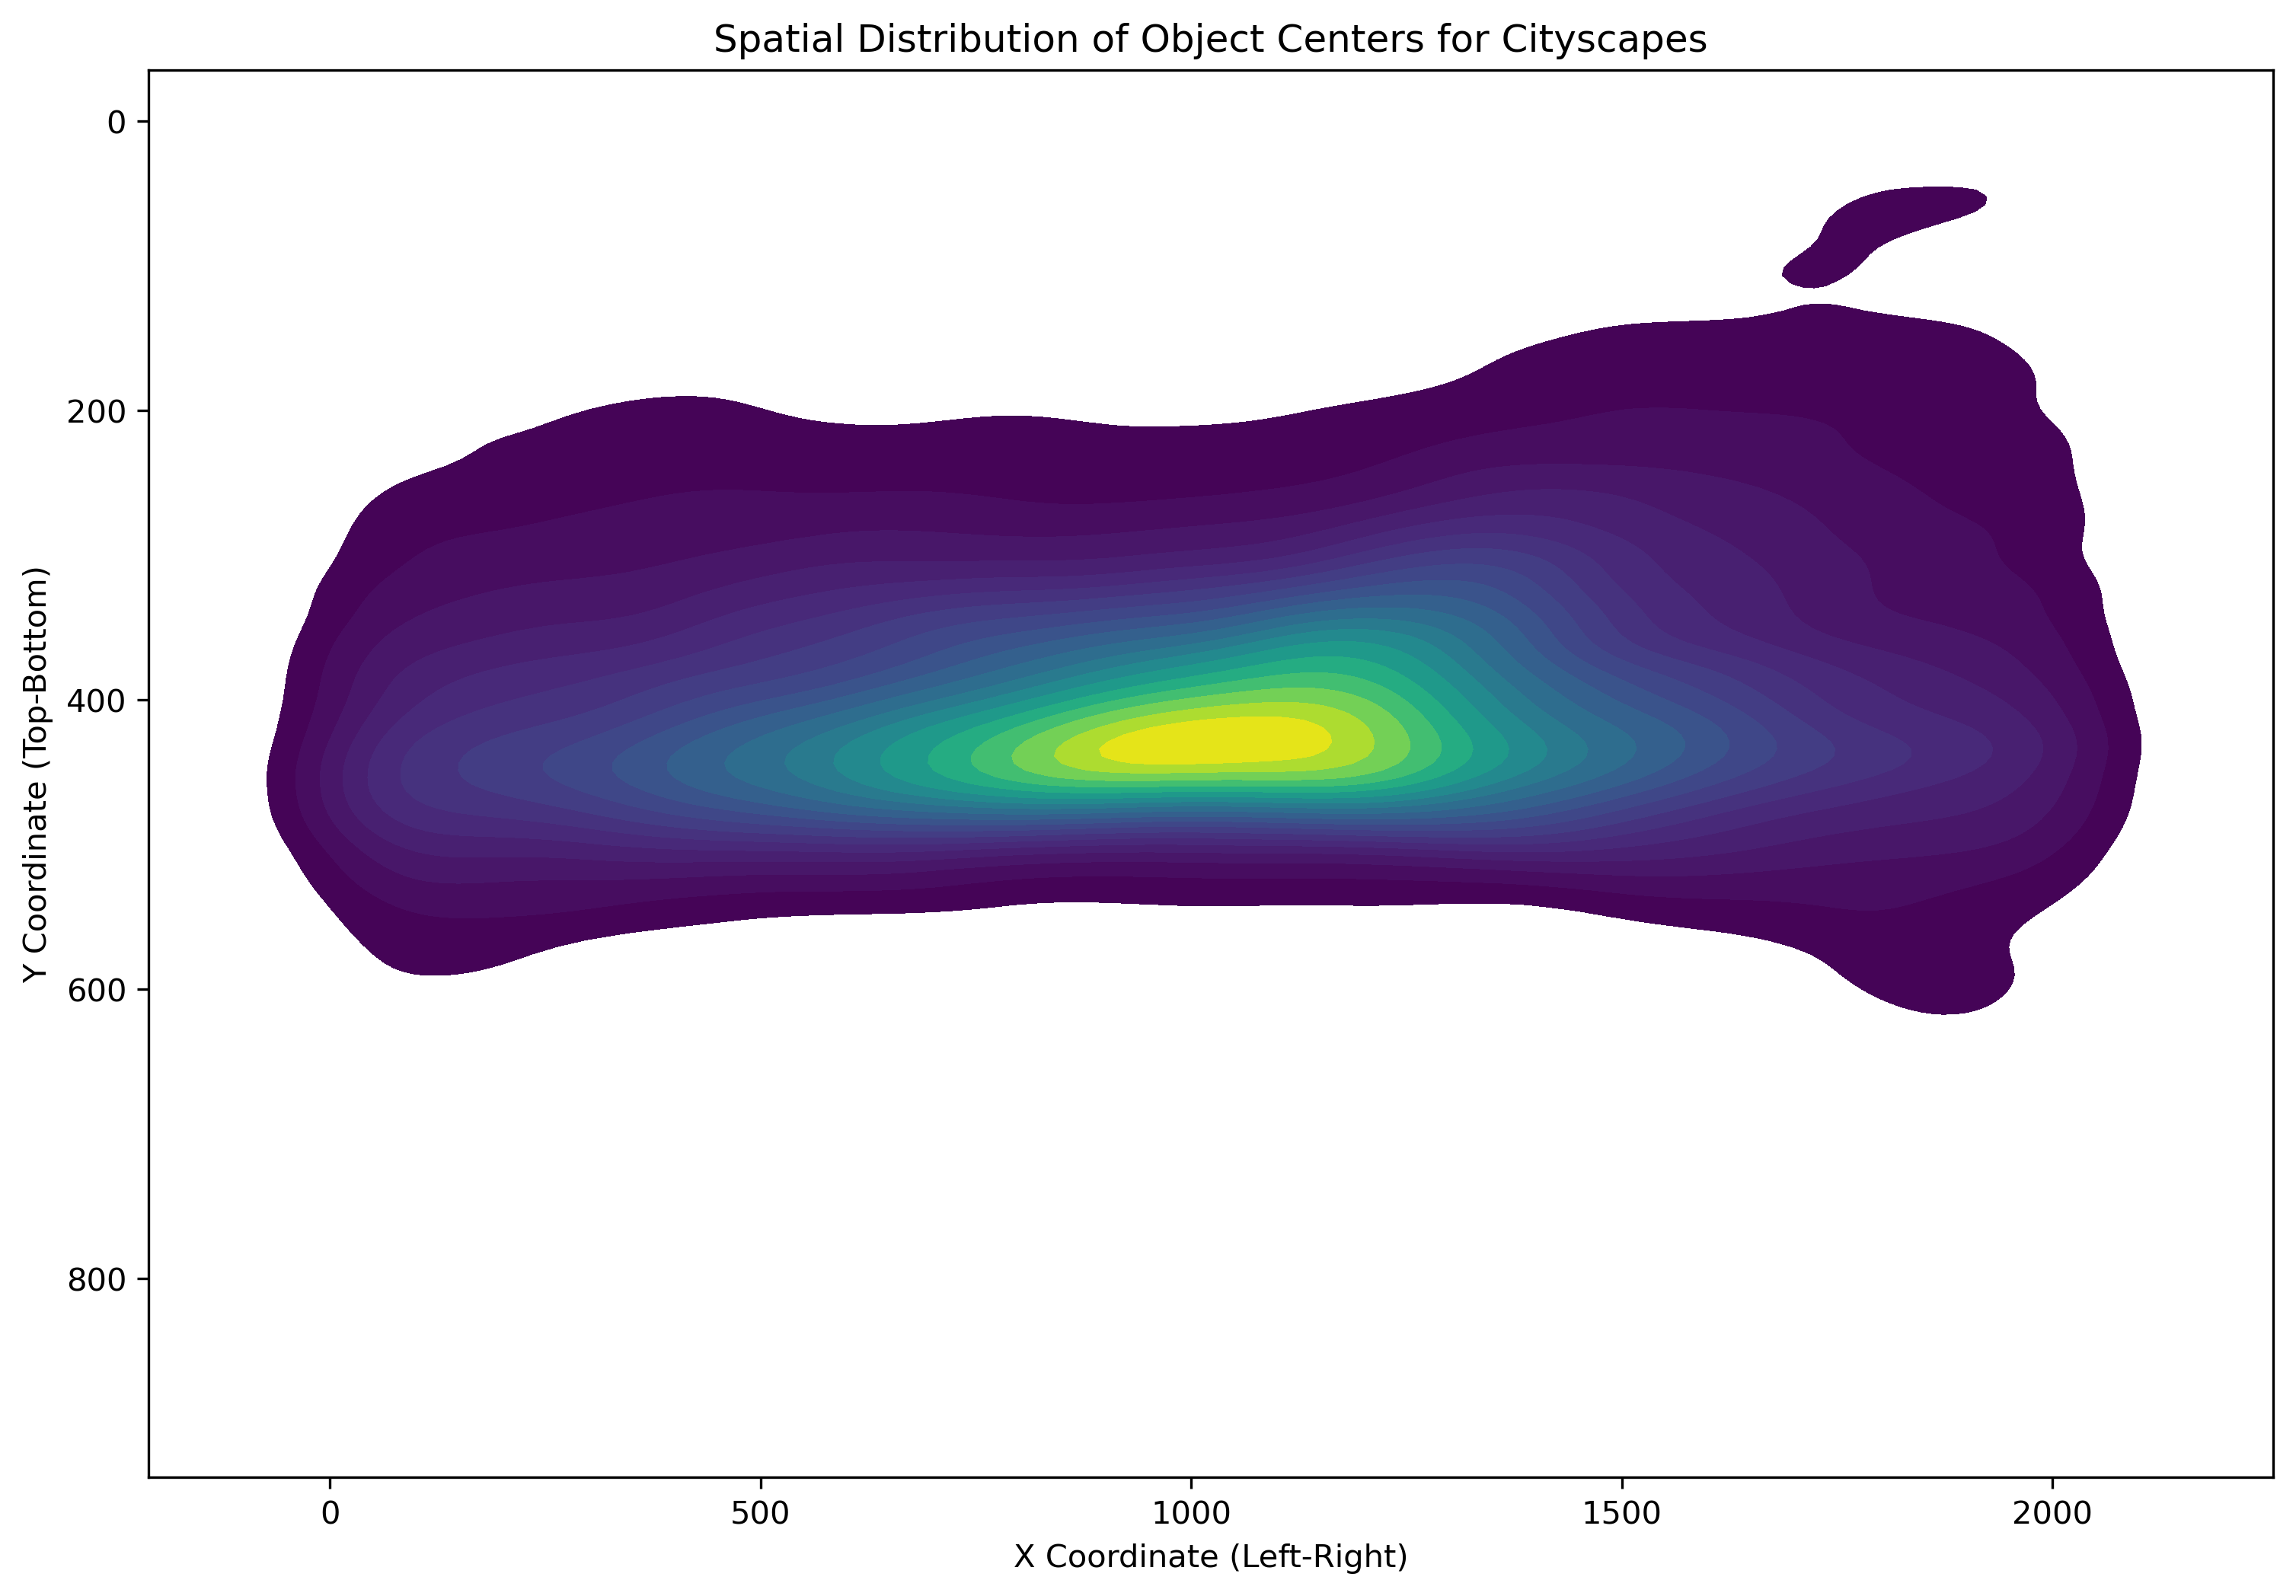 Spatial Distribution of Object Centers for Cityscapes
Y Coordinate (Top-Bottom)
0
200
400
600
800
0 500 1000 1500 2000
X Coordinate (Left-Right)